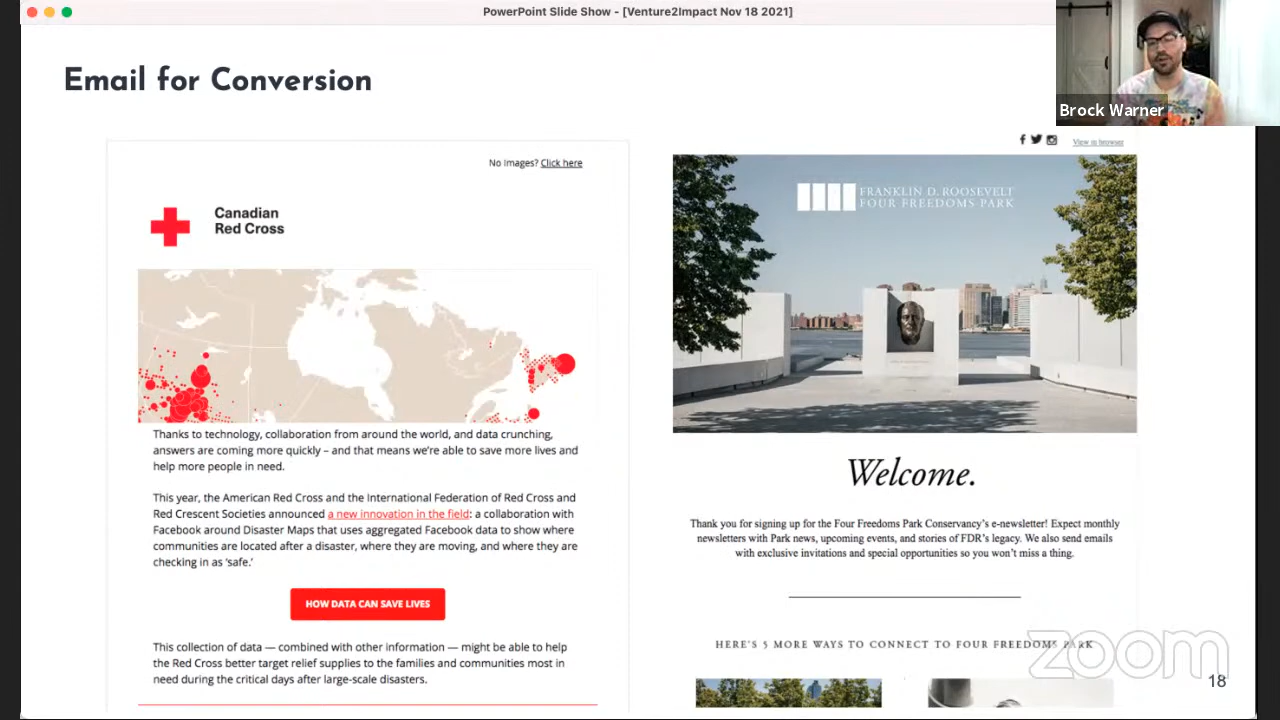 PowerPoint Slide Show - [Venture2Impact Nov 18 2021]
Email for Conversion
Brock Warner
No Images? Click here
Canadian
Red Cross
Thanks to technology, collaboration from around the world, and data crunching,
answers are coming more quickly – and that means we're able to save more lives and
help more people in need.
This year, the American Red Cross and the International Federation of Red Cross and
Red Crescent Societies announced a new innovation in the field: a collaboration with
Facebook around Disaster Maps that uses aggregated Facebook data to show where
communities are located after a disaster, where they are moving, and where they are
checking in as 'safe.'
HOW DATA CAN SAVE LIVES
This collection of data — combined with other information — might be able to help
the Red Cross better target relief supplies to the families and communities most in
need during the critical days after large-scale disasters.
View in browser
FRANKLIN D. ROOSEVELT
FOUR FREEDOMS PARK
Welcome.
Thank you for signing up for the Four Freedoms Park Conservancy's e-newsletter! Expect monthly
newsletters with Park news, upcoming events, and stories of FDR's legacy. We also send emails
with exclusive invitations and special opportunities so you won't miss a thing.
HERE'S 5 MORE WAYS TO CONNECT TO FOUR FREEDOMS PARK
zoom
18